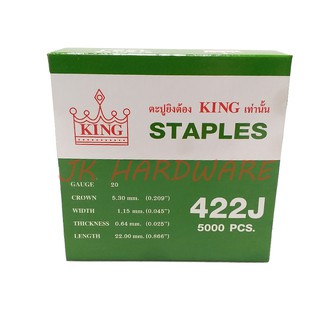 ตะปูยิงต้อง KING เท่านั้น
KING
STAPLES
JK HARDWARE
GAUGE 20
CROWN 5.30 mm. (0.209")
WIDTH 1.15 mm. (0.045")
THICKNESS 0.64 mm. (0.025")
LENGTH 22.00 mm. (0.866")
422J
5000 PCS.